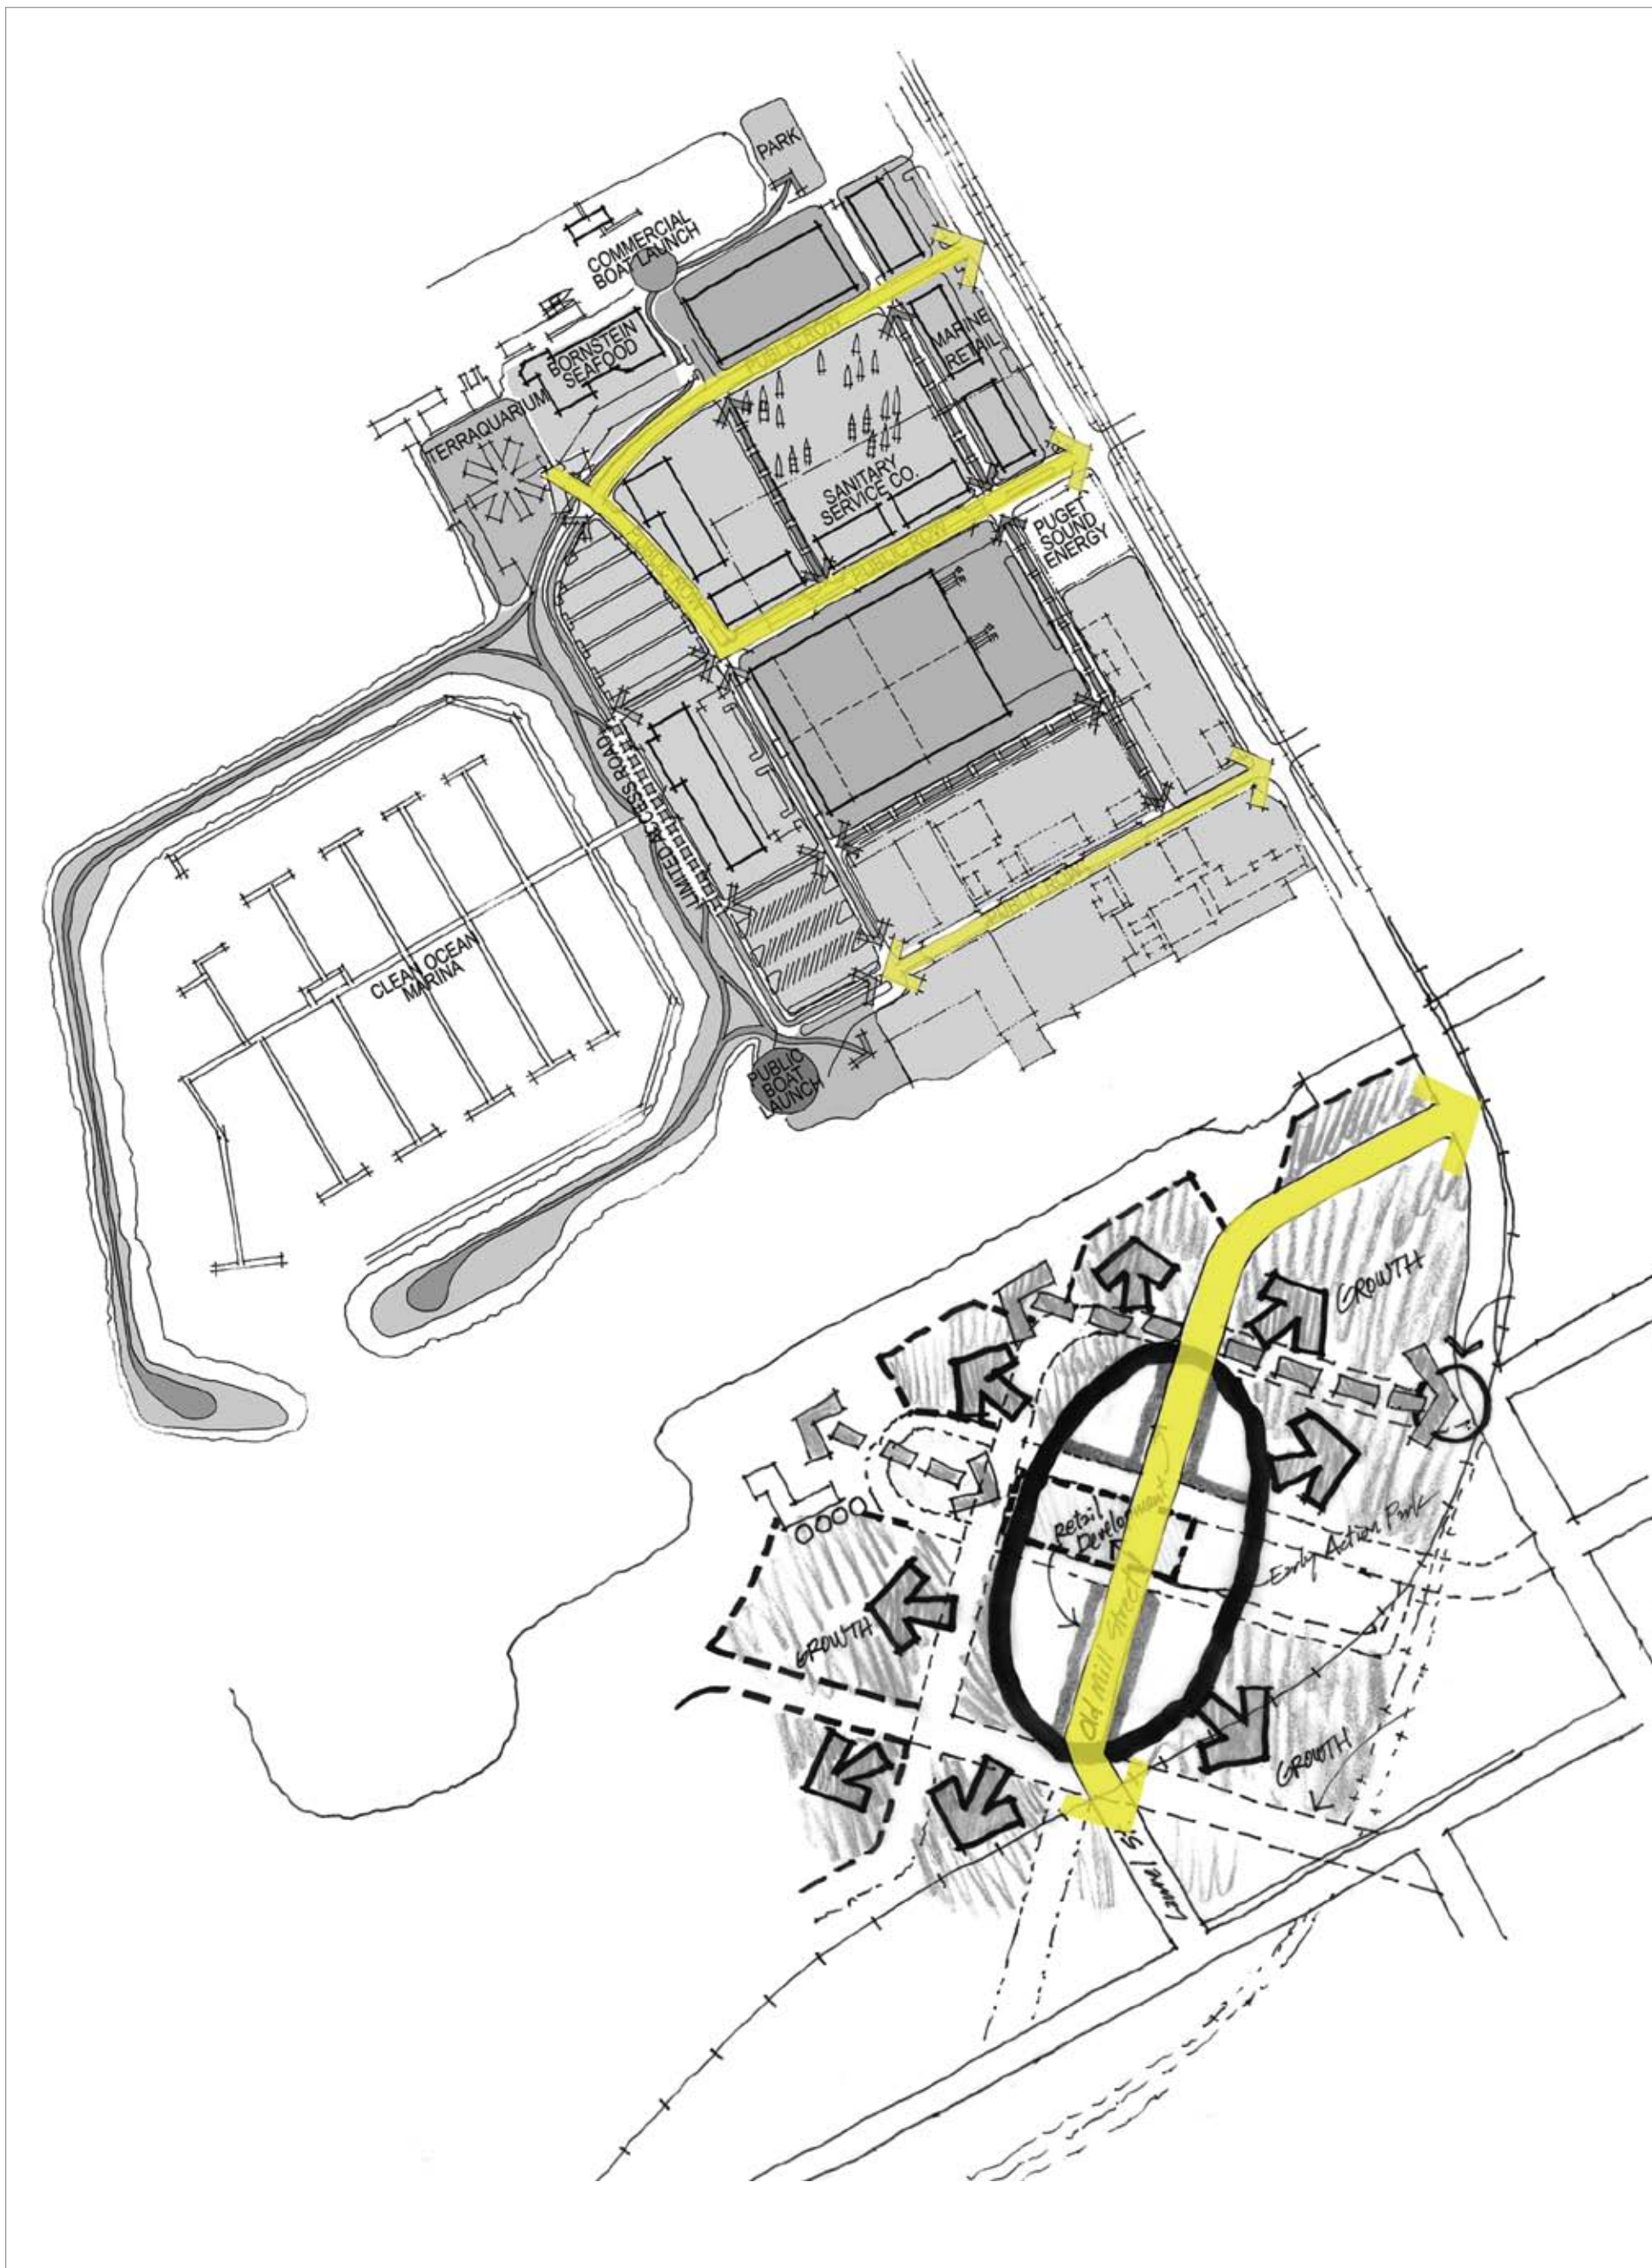 PARK
COMMERCIAL
BOAT LAUNCH
BORNSTEIN
SEAFOOD
TERRAQUARIUM
PUBLIC ROW
MARINE
RETAIL
SANITARY
SERVICE CO.
PUBLIC ROW
PUBLIC ROW
PUGET
SOUND
ENERGY
LIMITED ACCESS ROAD
PUBLIC ROW
CLEAN OCEAN
MARINA
PUBLIC
BOAT
LAUNCH
GROWTH
Retail
Development
Early Action Park
GROWTH
Old Mill Street
GROWTH